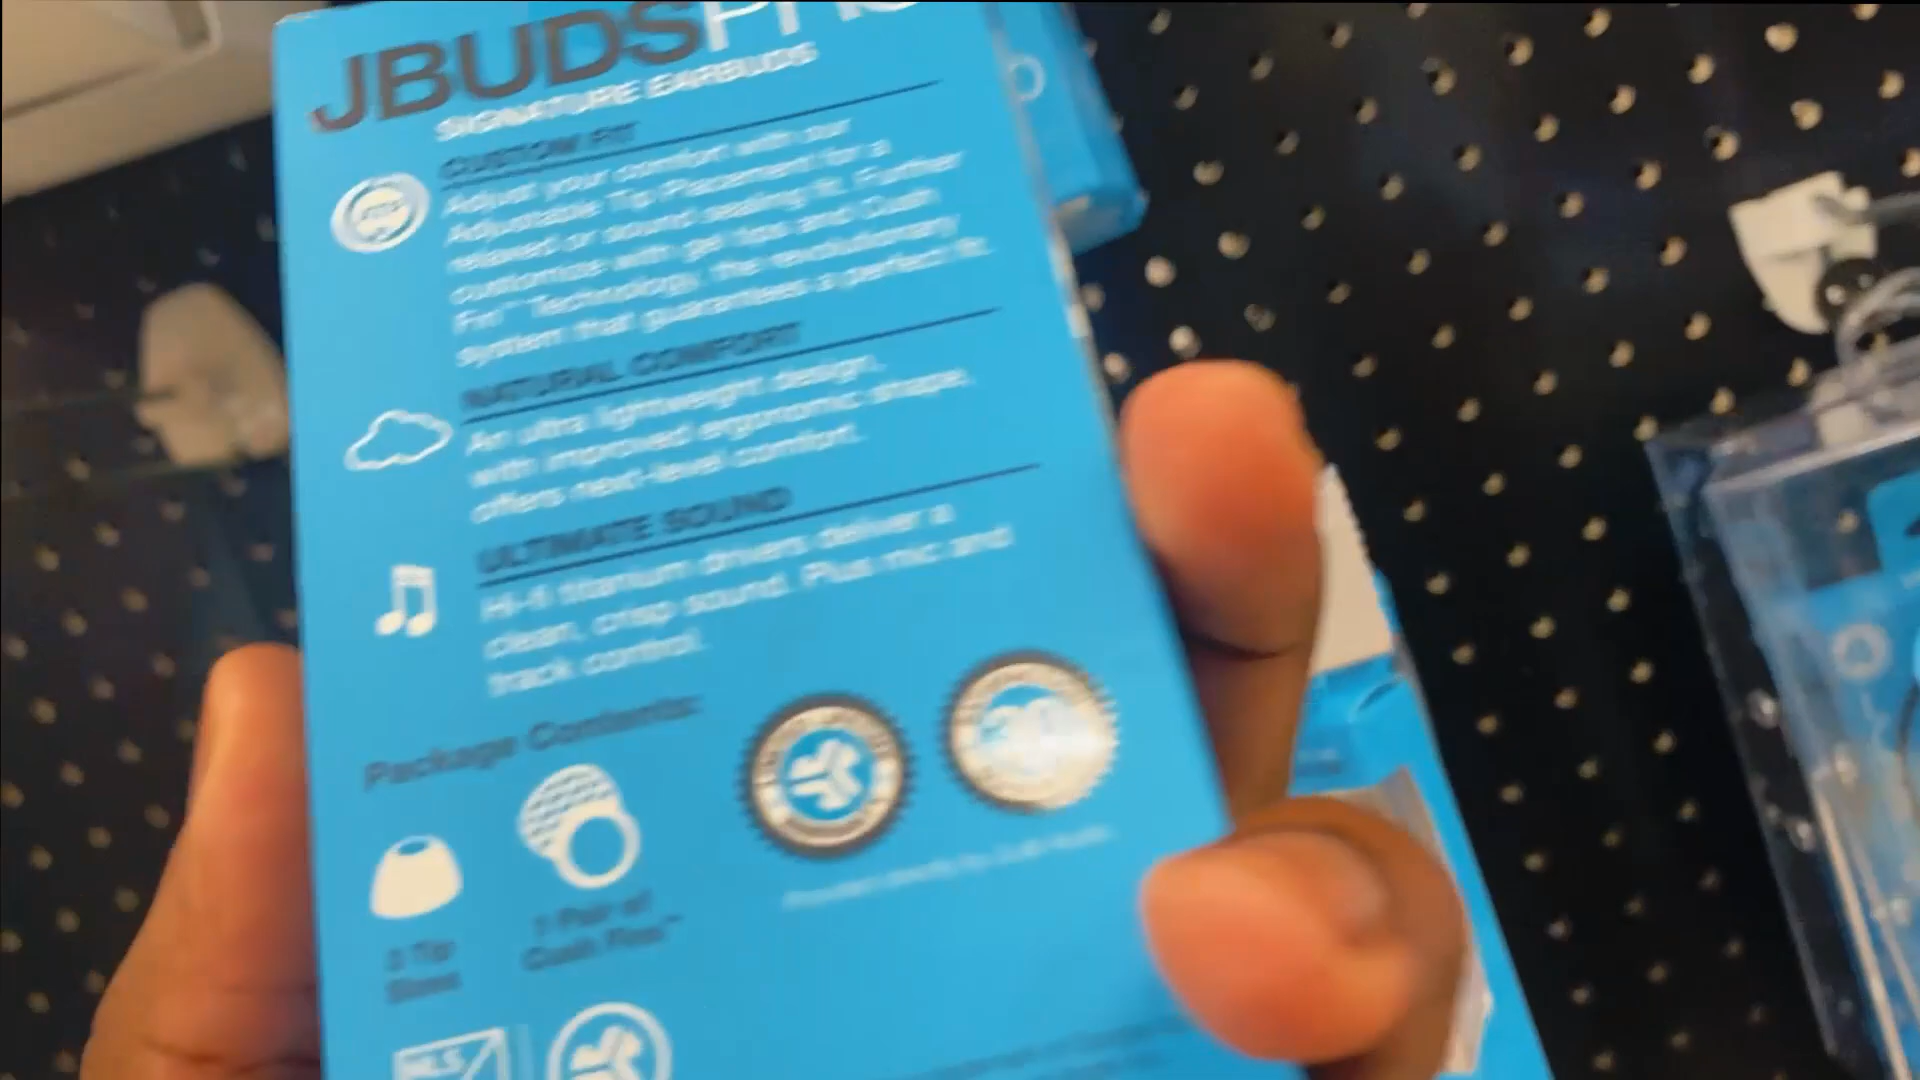 JBUDSPRO
SIGNATURE EARBUDS
CUSTOM FIT
Adjust your comfort with our
Adjustable Tip Placement for a
relaxed or sound sealing fit. Further
customize with gel tips and Cush
Fin™ Technology, the revolutionary
system that guarantees a perfect fit.
NATURAL COMFORT
An ultra lightweight design,
with improved ergonomic shape,
offers next-level comfort.
ULTIMATE SOUND
Hi-fi titanium drivers deliver a
clean, crisp sound. Plus mic and
track control.
Package Contents:
3 Tip
Sizes
1 Pair of
Cush Fins™